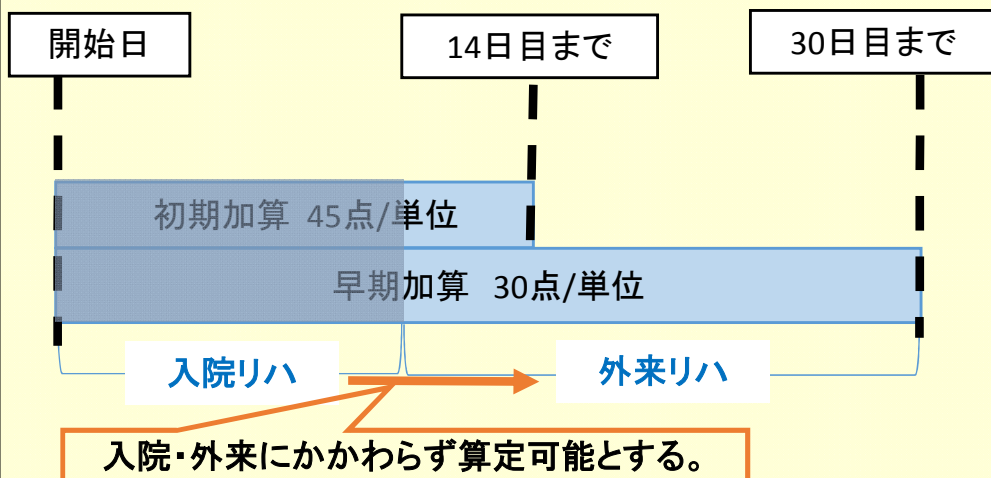 開始日
14日目まで
30日目まで
初期加算 45点/単位
早期加算 30点/単位
入院リハ
外来リハ
入院・外来にかかわらず算定可能とする。